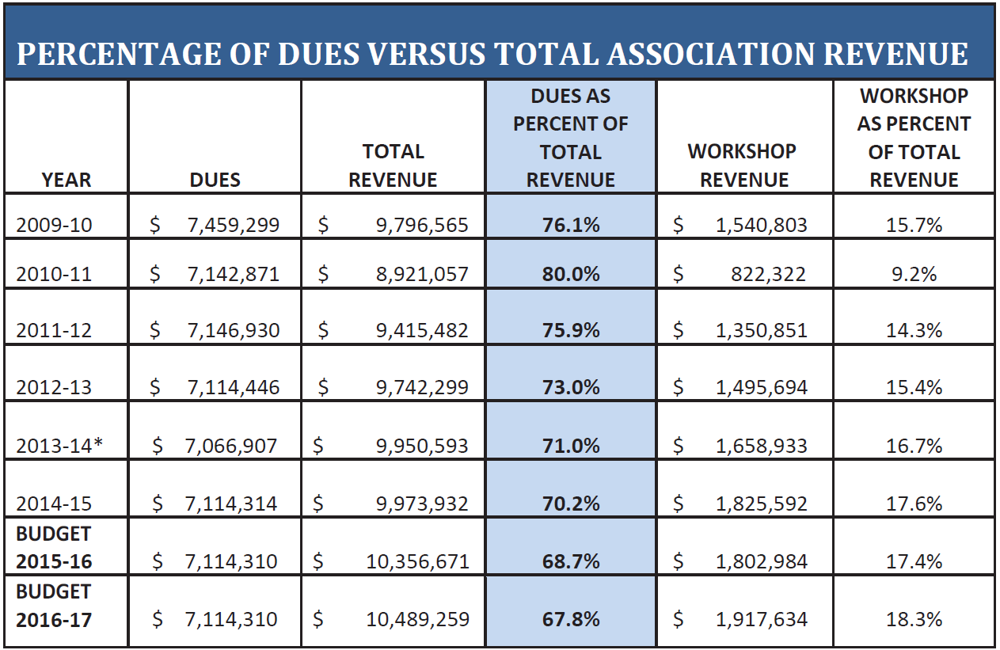 PERCENTAGE OF DUES VERSUS TOTAL ASSOCIATION REVENUE
YEAR DUES TOTAL REVENUE DUES AS PERCENT OF TOTAL REVENUE WORKSHOP REVENUE WORKSHOP AS PERCENT OF TOTAL REVENUE
2009-10 $ 7,459,299 $ 9,796,565 76.1% $ 1,540,803 15.7%
2010-11 $ 7,142,871 $ 8,921,057 80.0% $ 822,322 9.2%
2011-12 $ 7,146,930 $ 9,415,482 75.9% $ 1,350,851 14.3%
2012-13 $ 7,114,446 $ 9,742,299 73.0% $ 1,495,694 15.4%
2013-14* $ 7,066,907 $ 9,950,593 71.0% $ 1,658,933 16.7%
2014-15 $ 7,114,314 $ 9,973,932 70.2% $ 1,825,592 17.6%
BUDGET
2015-16 $ 7,114,310 $ 10,356,671 68.7% $ 1,802,984 17.4%
BUDGET
2016-17 $ 7,114,310 $ 10,489,259 67.8% $ 1,917,634 18.3%